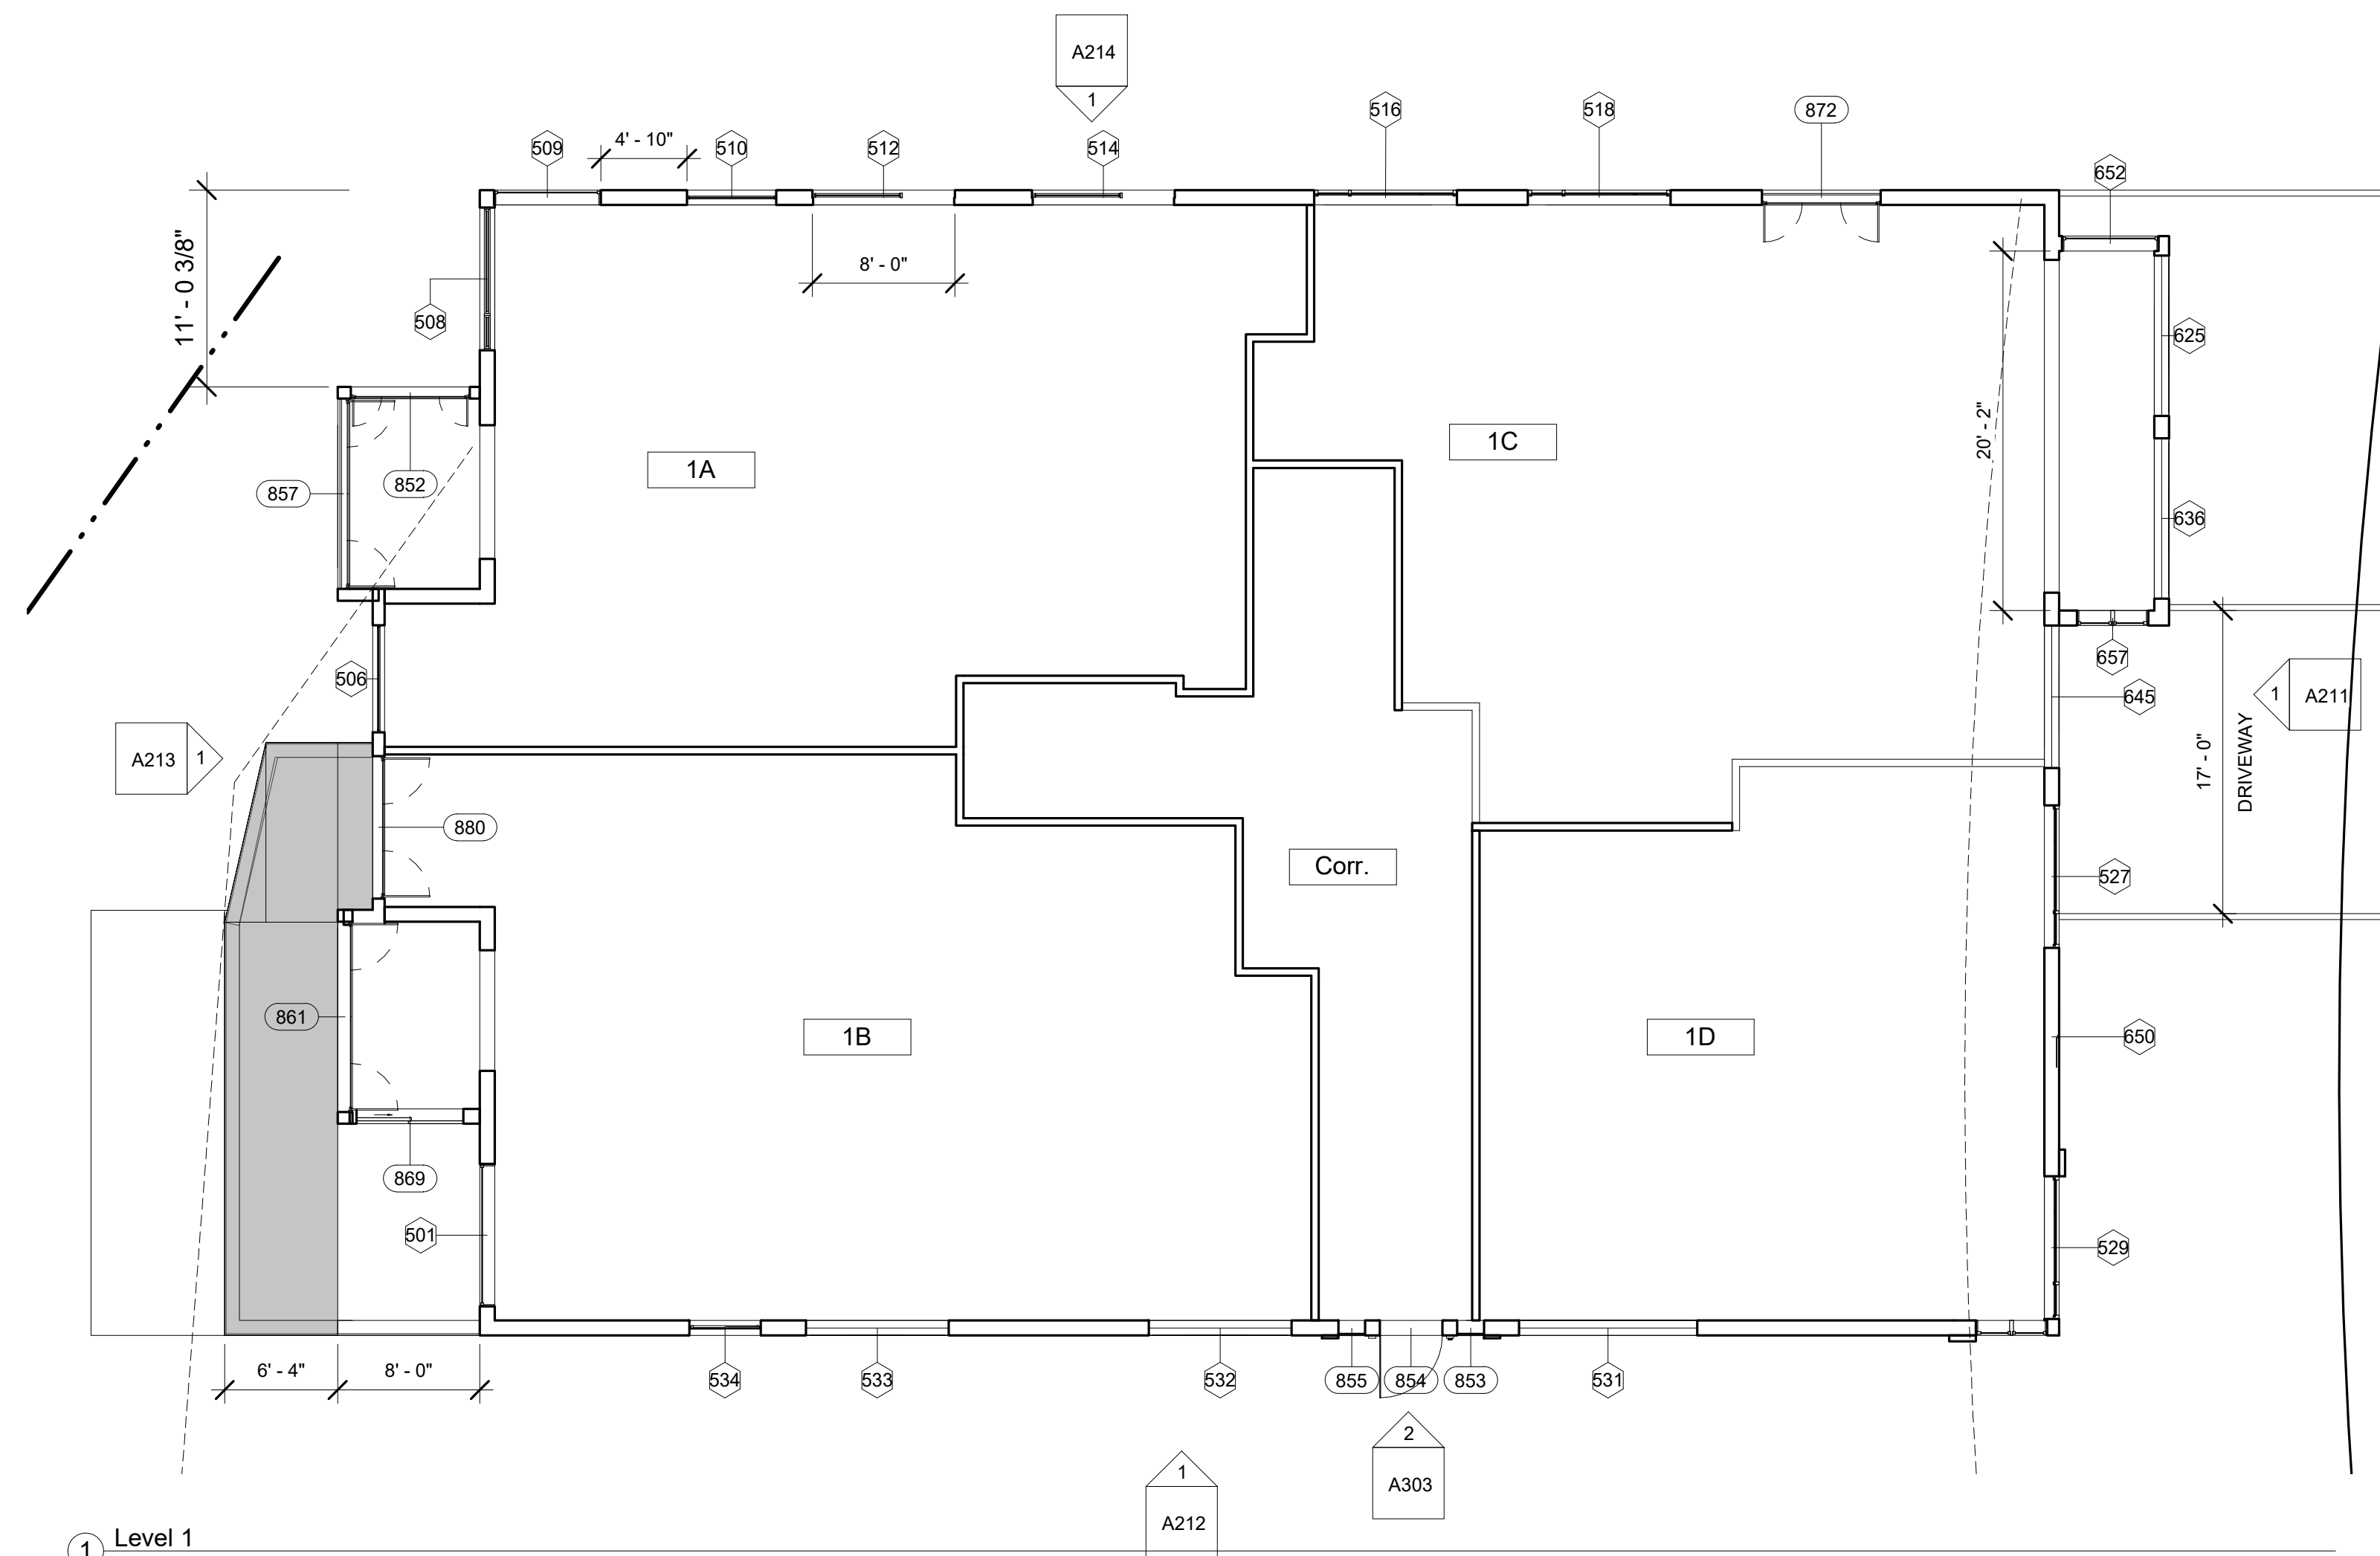 A214
1
516
518
872
509
4' - 10"
510
512
514
652
11' - 0 3/8"
8' - 0"
508
625
20' - 2"
1C
1A
852
857
636
657
506
645
1
A211
A213
1
17' - 0"
DRIVEWAY
880
Corr.
527
861
1B
1D
650
869
501
529
6' - 4"
8' - 0"
534
533
532
855
854
853
531
2
A303
1
A212
1
Level 1